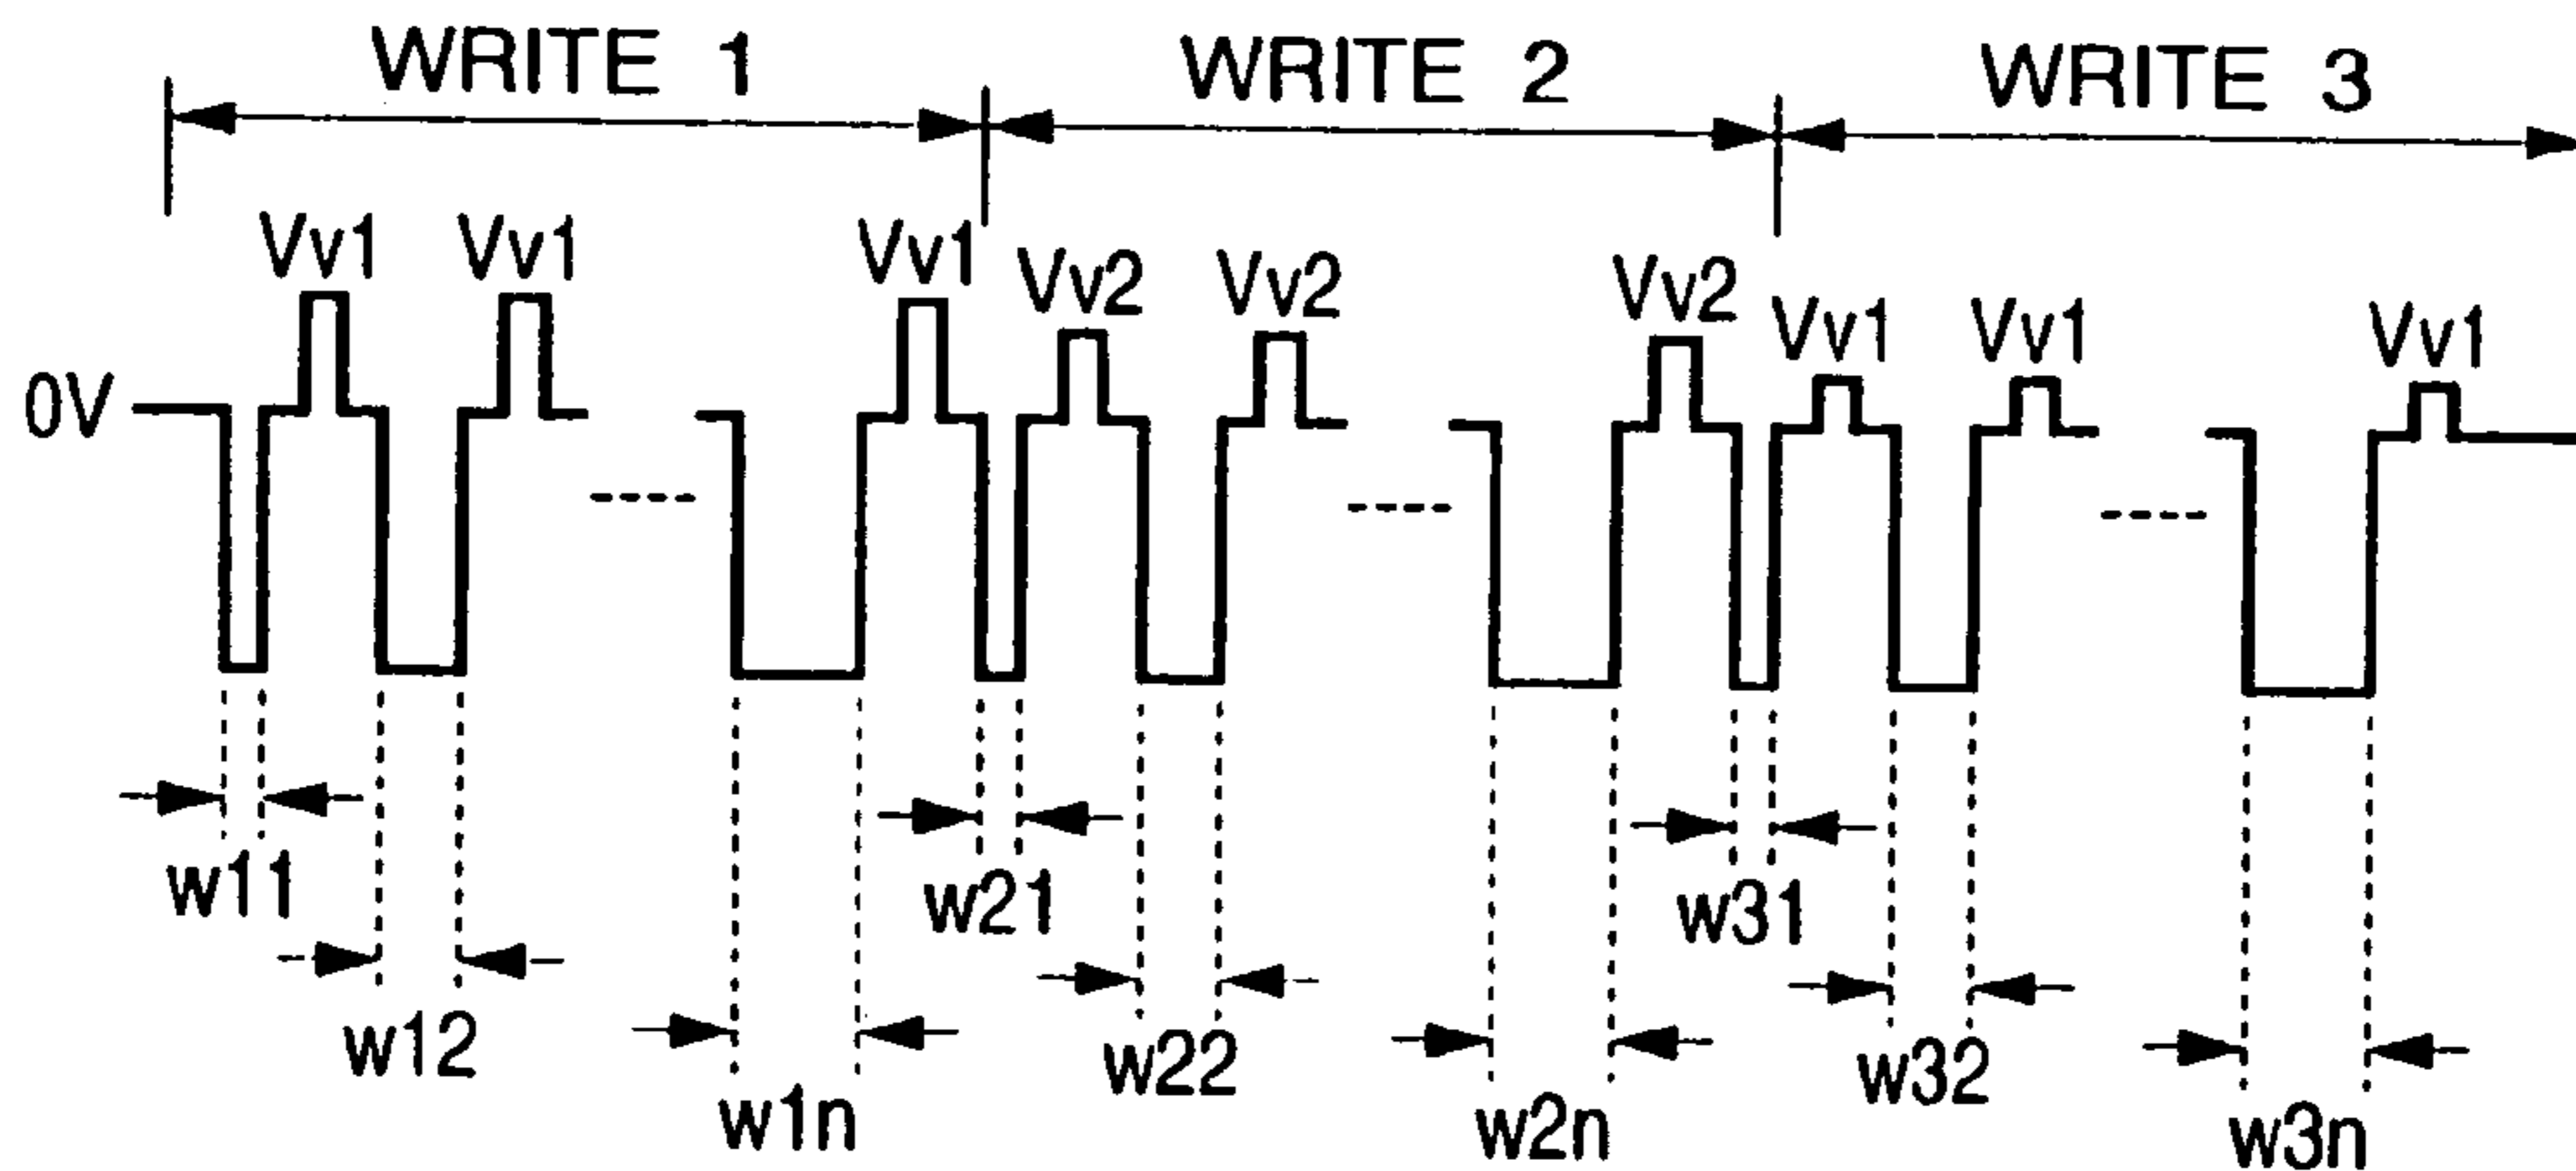 WRITE 1 WRITE 2 WRITE 3
Vv1 Vv1 Vv1 Vv2 Vv2 Vv2 Vv1 Vv1 Vv1
0V
w11 w21 w31
w12 w22 w32
w1n w2n w3n